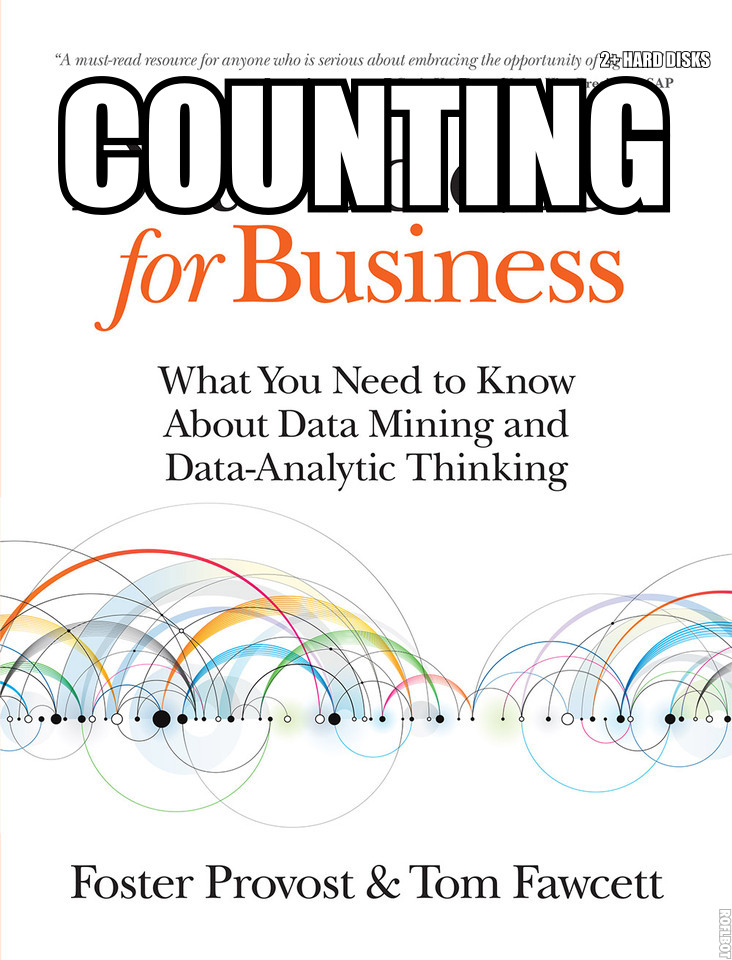 “A must-read resource for anyone who is serious about embracing the opportunity of 2+ HARD DISKS
SAP
COUNTING
for Business
What You Need to Know
About Data Mining and
Data-Analytic Thinking
Foster Provost & Tom Fawcett
ROFLBOT